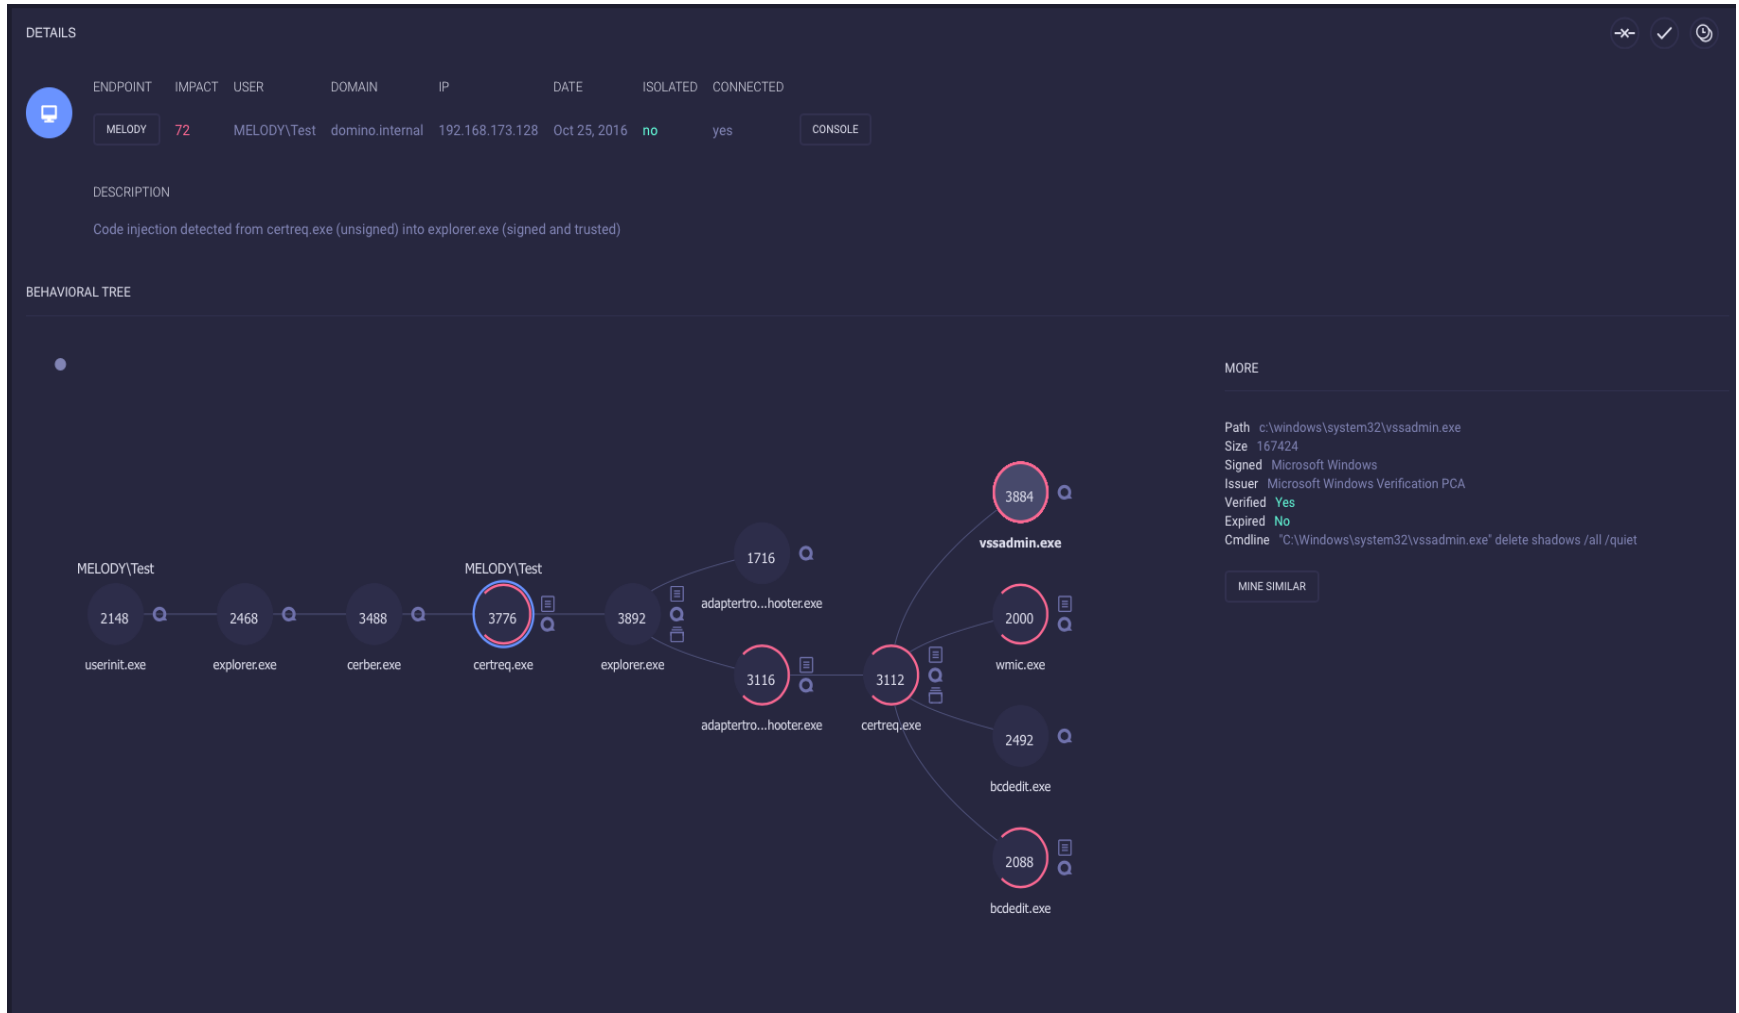 DETAILS
ENDPOINT IMPACT USER DOMAIN IP DATE ISOLATED CONNECTED
MELODY 72 MELODY\Test domino.internal 192.168.173.128 Oct 25, 2016 no yes CONSOLE
DESCRIPTION
Code injection detected from certreq.exe (unsigned) into explorer.exe (signed and trusted)
BEHAVIORAL TREE
MELODY\Test
2148
userinit.exe
2468
explorer.exe
3488
cerber.exe
MELODY\Test
3776
certreq.exe
3892
explorer.exe
1716
adaptertro...hooter.exe
3116
adaptertro...hooter.exe
3112
certreq.exe
3884
vssadmin.exe
2000
wmic.exe
2492
bcdedit.exe
2088
bcdedit.exe
MORE
Path c:\windows\system32\vssadmin.exe
Size 167424
Signed Microsoft Windows
Issuer Microsoft Windows Verification PCA
Verified Yes
Expired No
Cmdline "C:\Windows\system32\vssadmin.exe" delete shadows /all /quiet
MINE SIMILAR